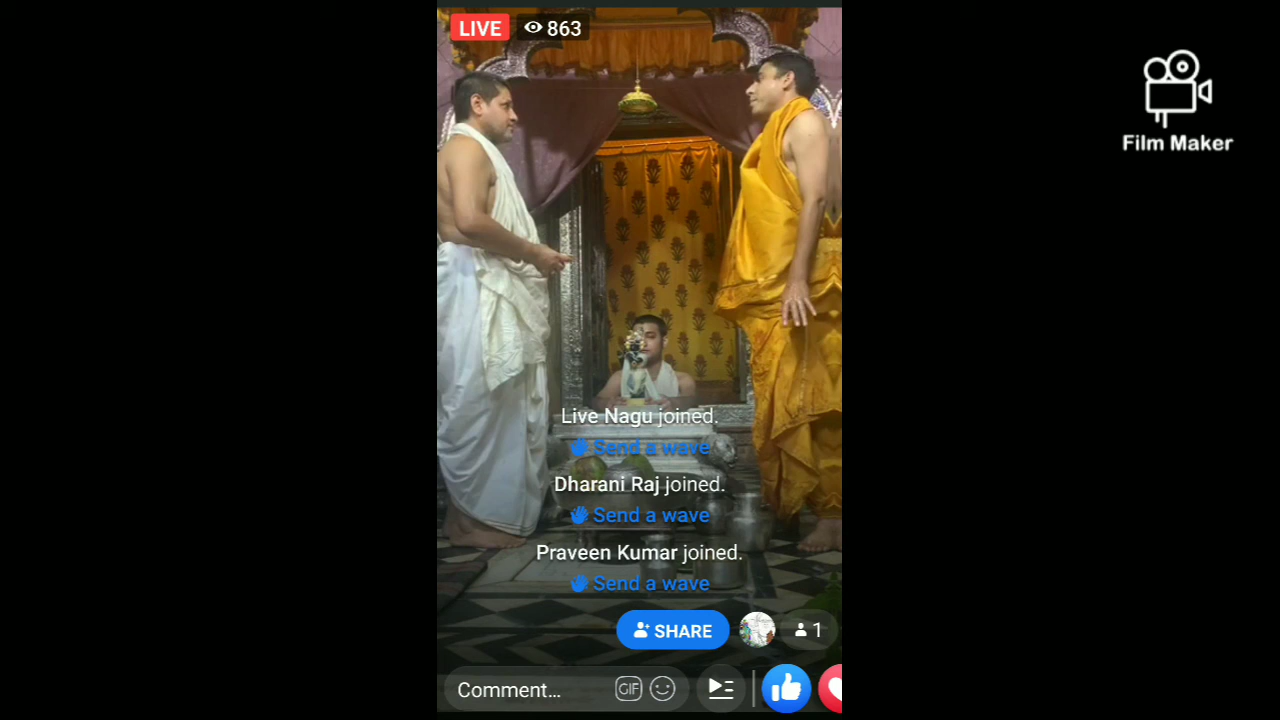 LIVE 863
Film Maker
Live Nagu joined.
Send a wave
Dharani Raj joined.
Send a wave
Praveen Kumar joined.
Send a wave
SHARE 1
Comment... GIF